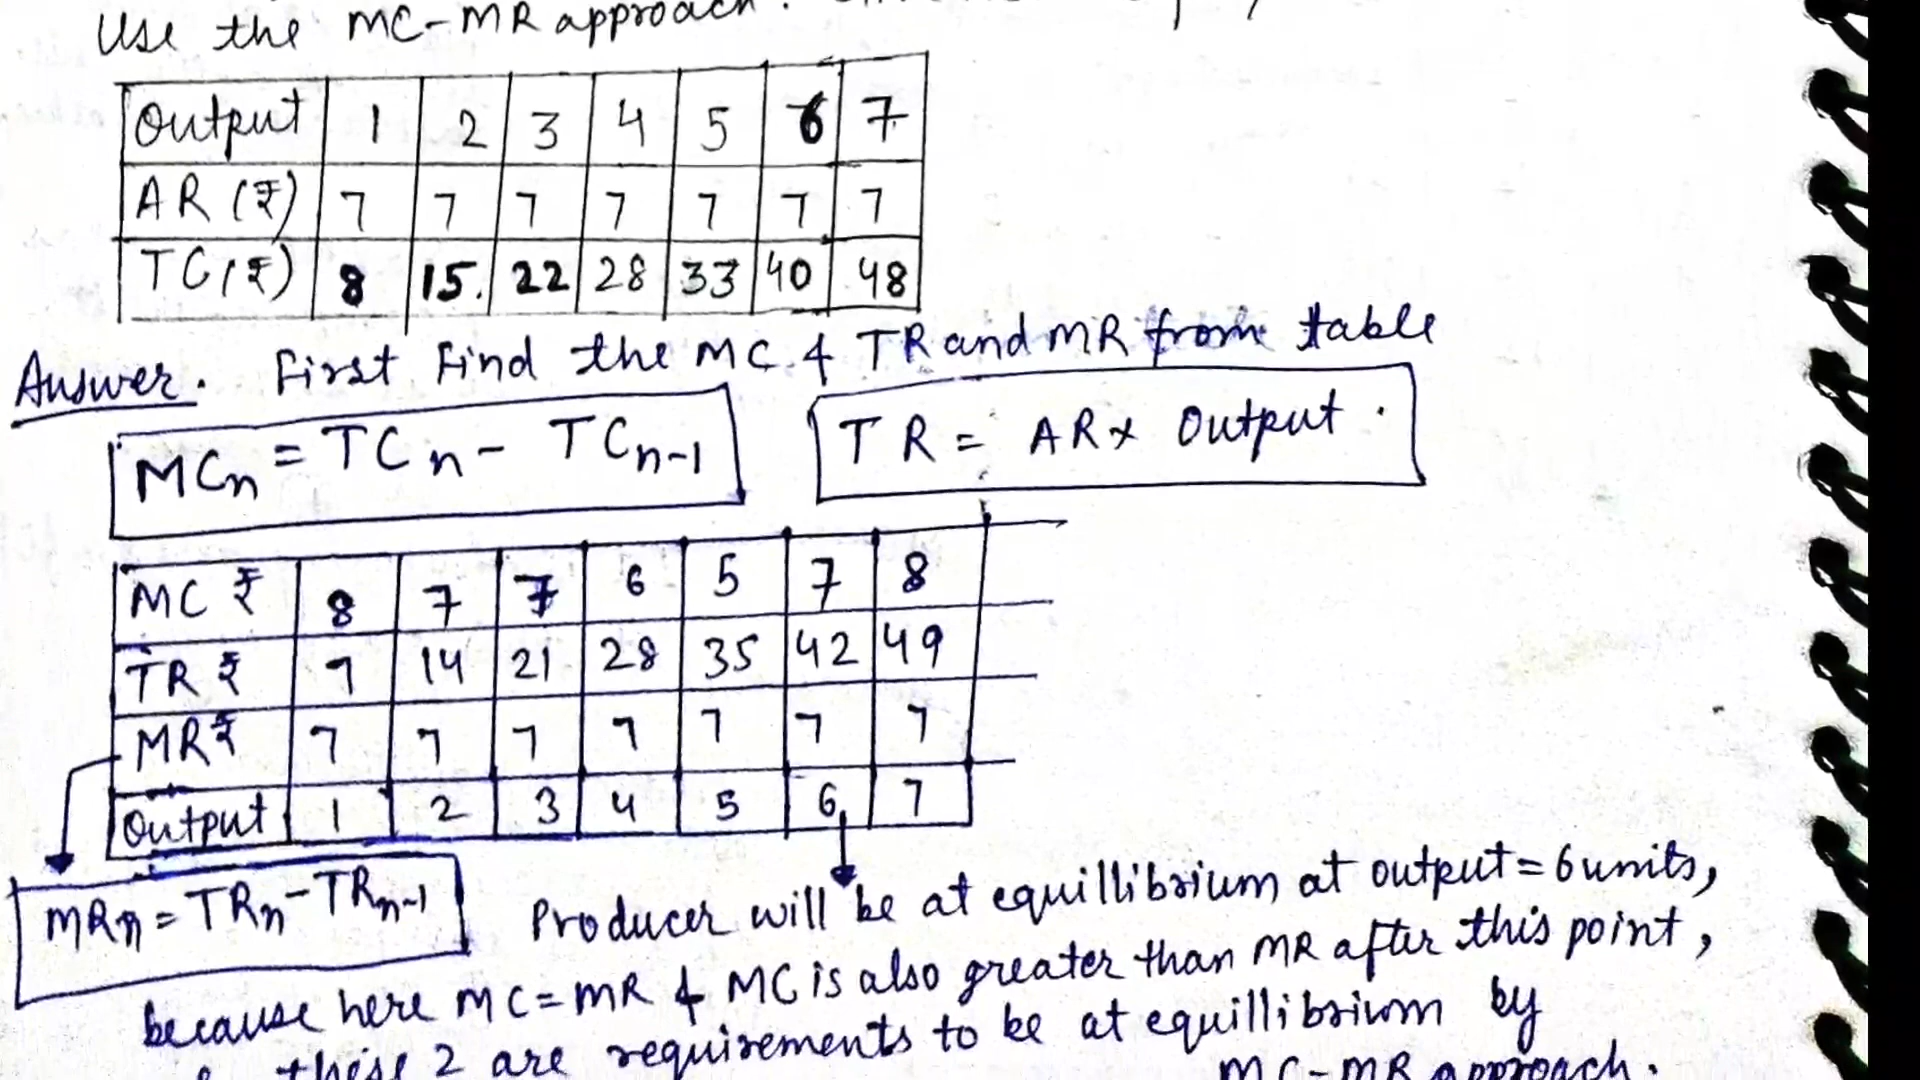 Use the MC-MR approach.
Output 1 2 3 4 5 6 7
AR (₹) 7 7 7 7 7 7 7
TC (₹) 8 15. 22 28 33 40 48
Answer. First Find the MC & TR and MR from table
MCn = TCn - TCn-1 TR = AR x Output.
MC ₹ 8 7 7 6 5 7 8
TR ₹ 7 14 21 28 35 42 49
MR ₹ 7 7 7 7 7 7 7
Output 1 2 3 4 5 6 7
MRn = TRn - TRn-1 Producer will be at equillibrium at output = 6 units,
because here MC = MR & MC is also greater than MR after this point,
these 2 are requirements to be at equillibrium by
MC-MR approach.